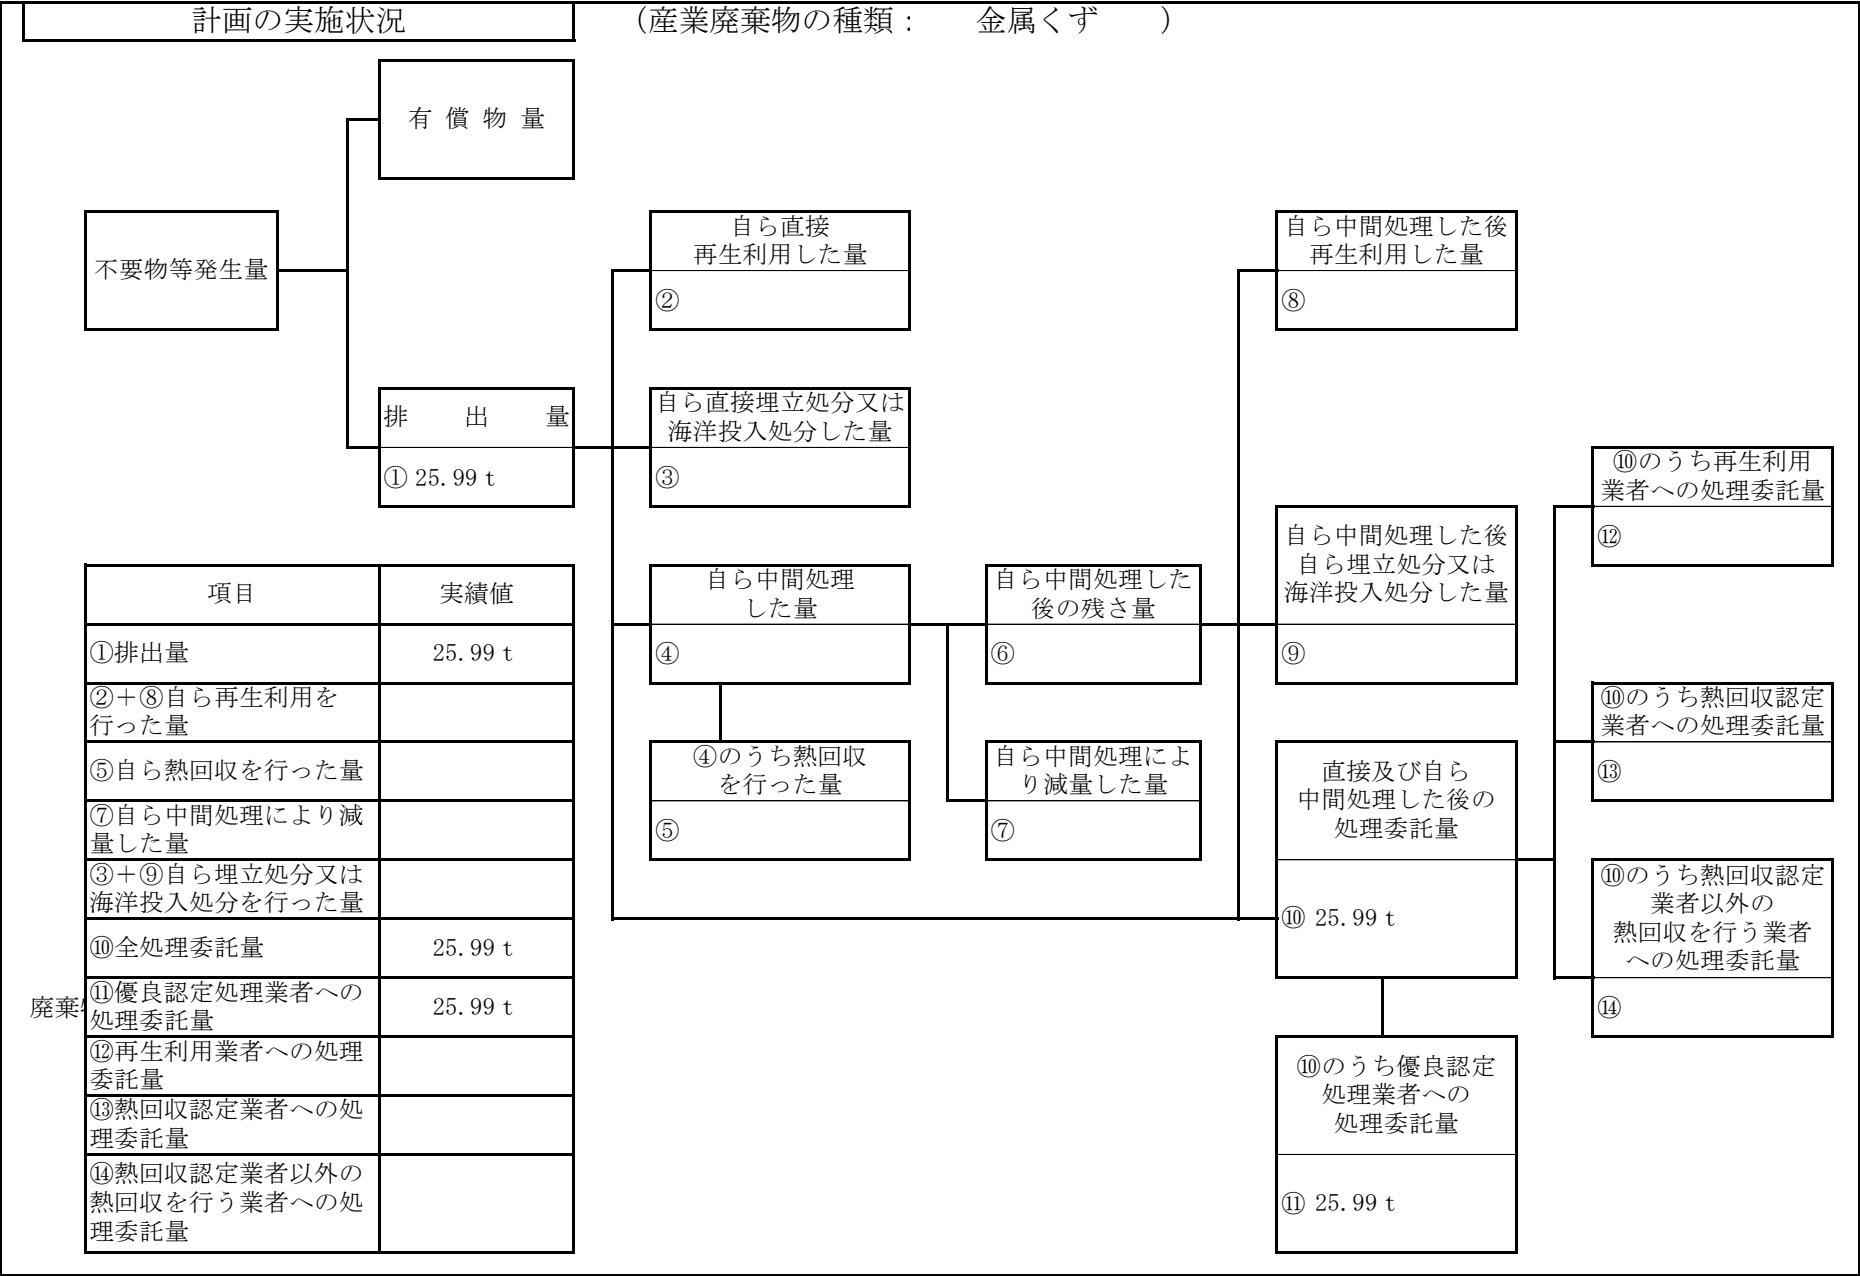 計画の実施状況　（産業廃棄物の種類：　金属くず　）
有 償 物 量
不要物等発生量
自ら直接
再生利用した量
②
自ら中間処理した後
再生利用した量
⑧
排　出　量
① 25.99 t
自ら直接埋立処分又は
海洋投入処分した量
③
⑩のうち再生利用
業者への処理委託量
⑫
自ら中間処理した後
自ら埋立処分又は
海洋投入処分した量
⑨
自ら中間処理
した量
④
自ら中間処理した
後の残さ量
⑥
④のうち熱回収
を行った量
⑤
自ら中間処理によ
り減量した量
⑦
⑩のうち熱回収認定
業者への処理委託量
⑬
直接及び自ら
中間処理した後の
処理委託量
⑩ 25.99 t
⑩のうち熱回収認定
業者以外の
熱回収を行う業者
への処理委託量
⑭
⑩のうち優良認定
処理業者への
処理委託量
⑪ 25.99 t
項目　実績値
①排出量　25.99 t
②＋⑧自ら再生利用を
行った量
⑤自ら熱回収を行った量
⑦自ら中間処理により減
量した量
③＋⑨自ら埋立処分又は
海洋投入処分を行った量
⑩全処理委託量　25.99 t
廃棄
⑪優良認定処理業者への
処理委託量　25.99 t
⑫再生利用業者への処理
委託量
⑬熱回収認定業者への処
理委託量
⑭熱回収認定業者以外の
熱回収を行う業者への処
理委託量